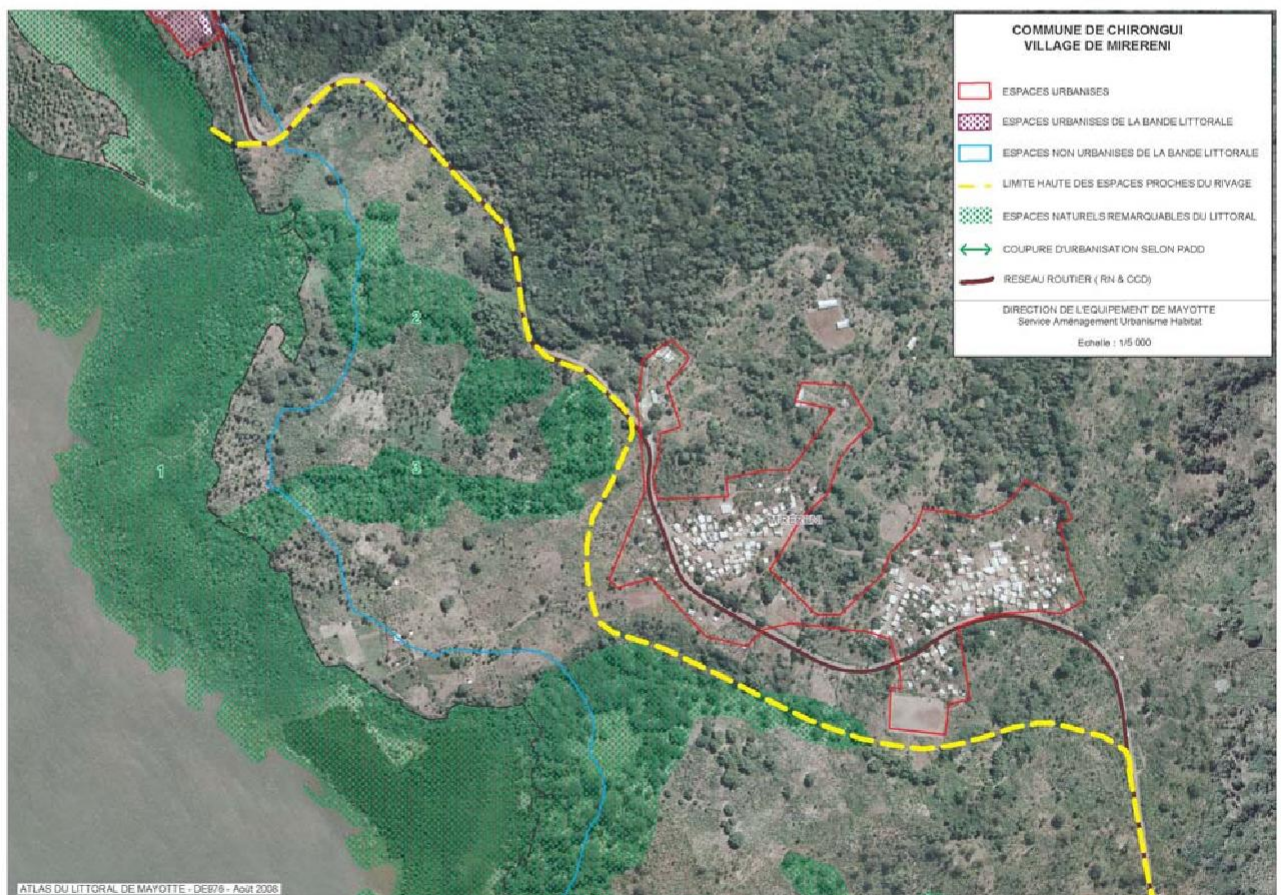 COMMUNE DE CHIRONGUI
VILLAGE DE MIRERENI
ESPACES URBANISES
ESPACES URBANISES DE LA BANDE LITTORALE
ESPACES NON URBANISES DE LA BANDE LITTORALE
LIMITE HAUTE DES ESPACES PROCHES DU RIVAGE
ESPACES NATURELS REMARQUABLES DU LITTORAL
COUPURE D'URBANISATION SELON PADD
RESEAU ROUTIER ( RN & CCD)
DIRECTION DE L'EQUIPEMENT DE MAYOTTE
Service Aménagement Urbanisme Habitat
Echelle : 1/5 000
2
1
3
MIRERENI
ATLAS DU LITTORAL DE MAYOTTE - DE976 - Août 2008